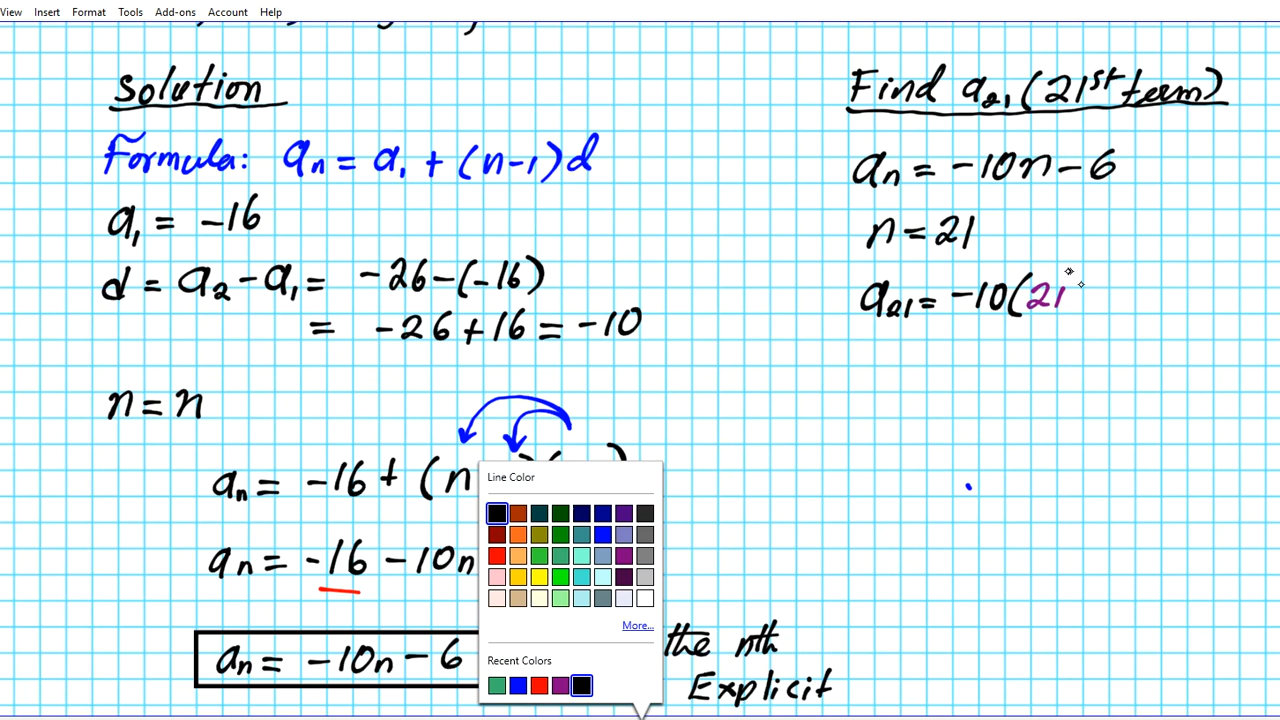 View Insert Format Tools Add-ons Account Help
Solution
Formula: an = a1 + (n-1)d
a1 = -16
d = a2 - a1 = -26-(-16)
= -26+16 = -10
n = n
an = -16 + (n )
an = -16 - 10n
an = -10n - 6
the nth
Explicit
Find a21 (21st term)
an = -10n - 6
n = 21
a21 = -10(21
Line Color
More...
Recent Colors